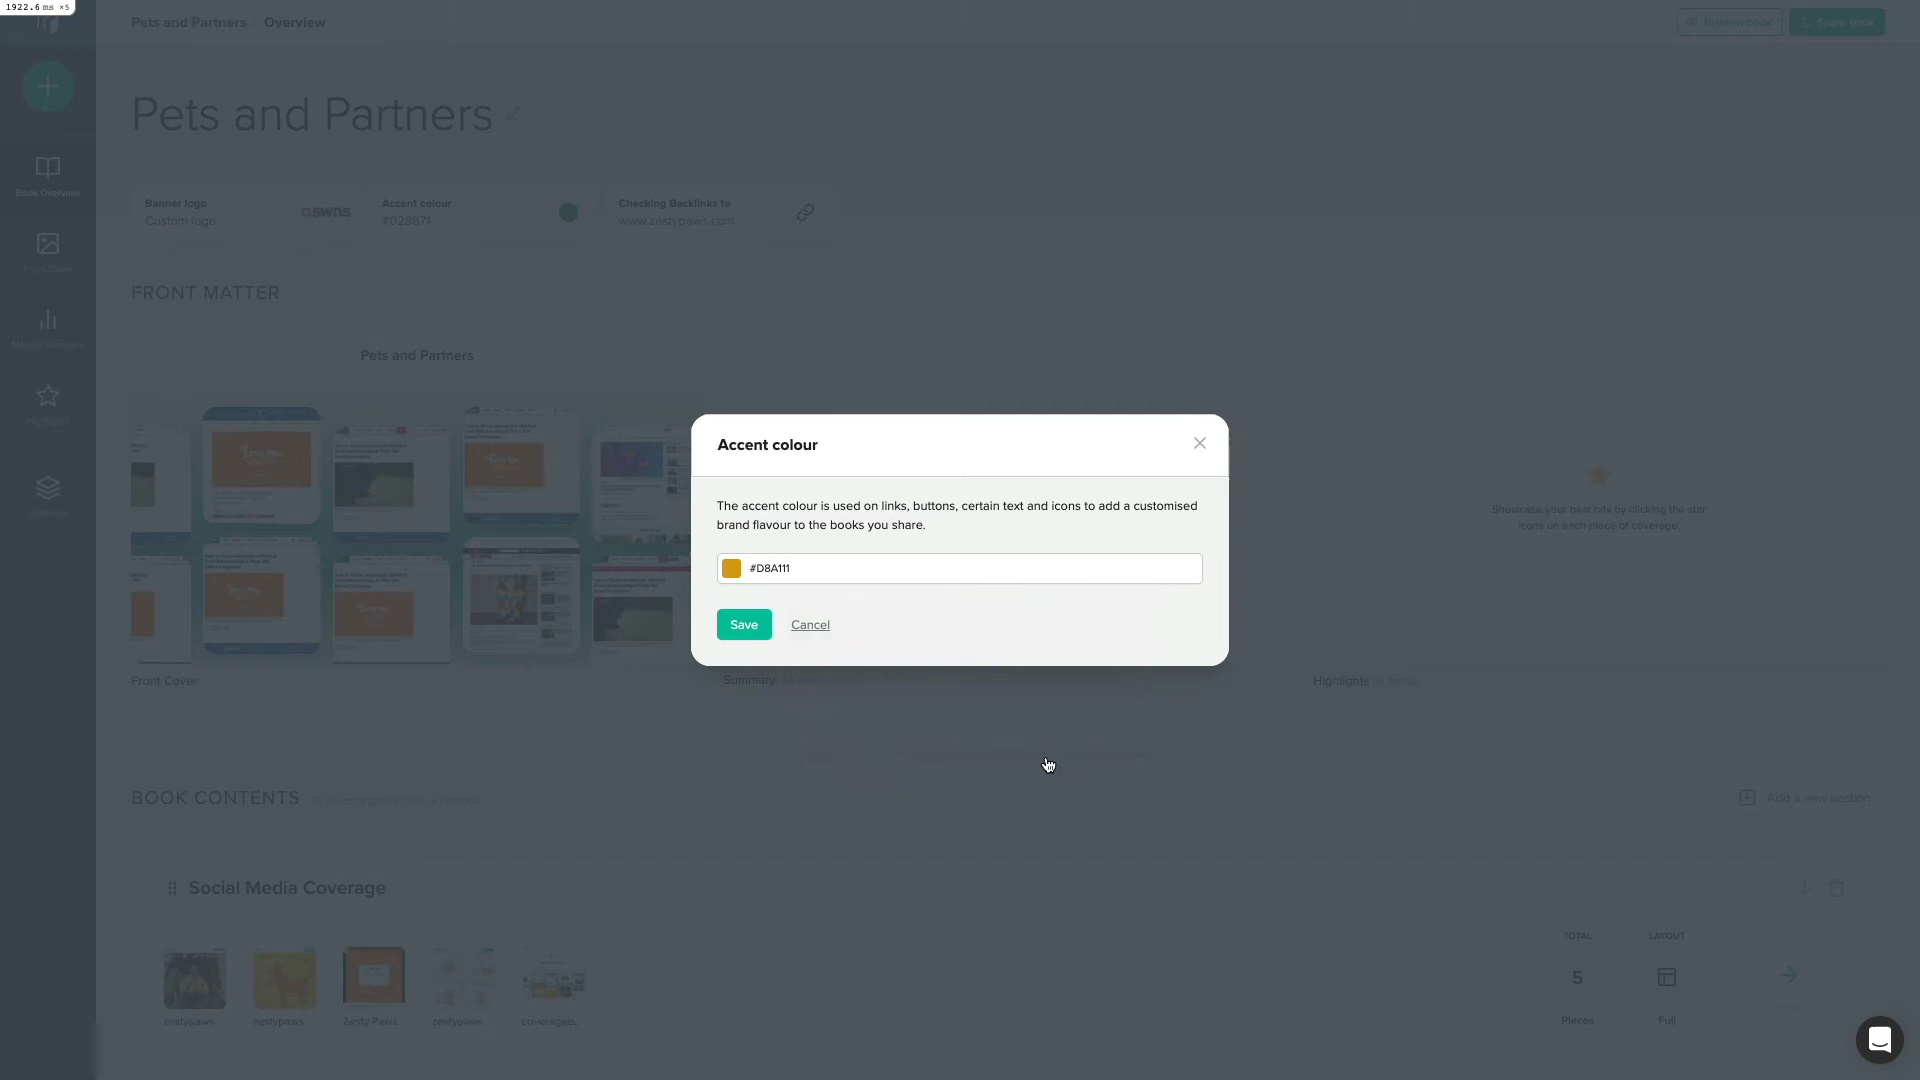 1922.6 ms ×5
Pets and Partners
Overview
Preview book
Share book
Pets and Partners
Book Overview
Banner logo
Custom logo
swns
Accent colour
#028871
Checking Backlinks to
www.zestypaws.com
Front Cover
FRONT MATTER
Pets and Partners
Highlights
Accent colour
The accent colour is used on links, buttons, certain text and icons to add a customised
brand flavour to the books you share.
#D8A111
Save
Cancel
Showcase your best bits by clicking the star
icons on each piece of coverage.
Front Cover
Summary
Highlights
BOOK CONTENTS
Add a new section
Social Media Coverage
TOTAL
LAYOUT
5
Pieces
Full
zestypaws
zestypaws
Zesty Paws
zestypaws
coverageb...